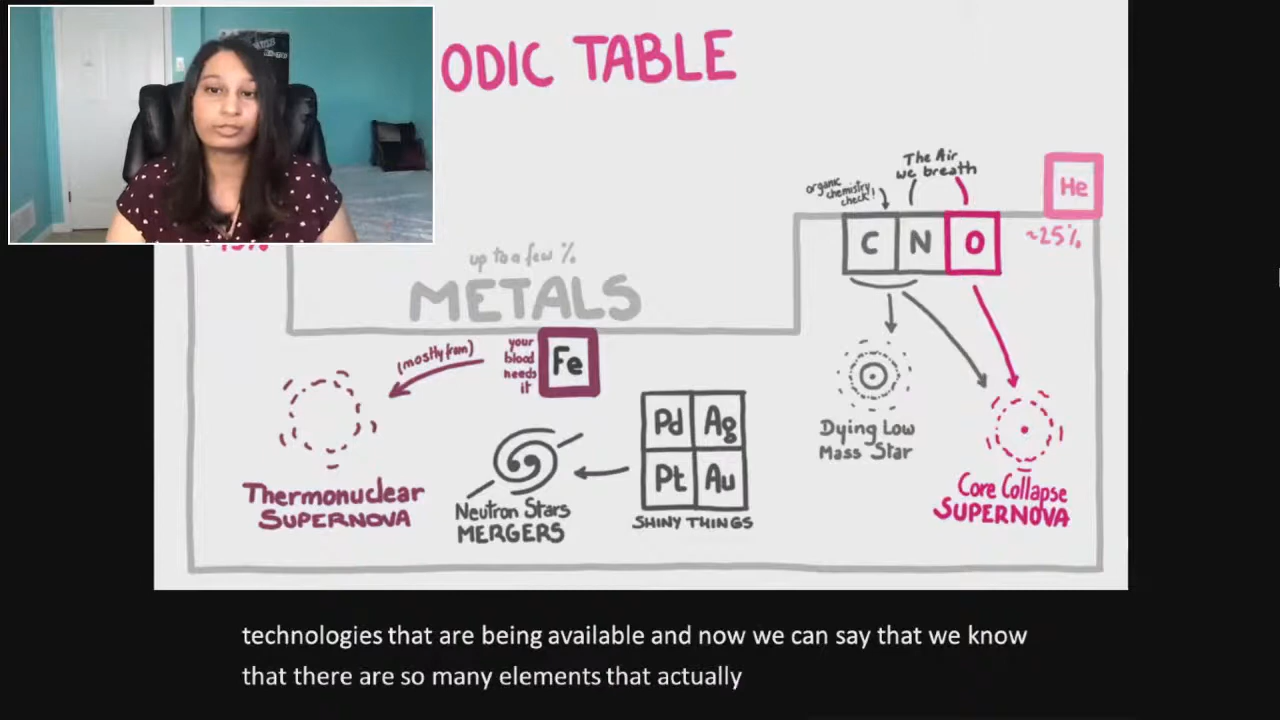 ODIC TABLE
The Air
we breath
organic
chemistry
check!
He
C N O
~25%
up to a few %
METALS
(mostly from)
your
blood
needs
it
Fe
Pd Ag
Pt Au
SHINY THINGS
Dying Low
Mass Star
Core Collapse
SUPERNOVA
Thermonuclear
SUPERNOVA
Neutron Stars
MERGERS
technologies that are being available and now we can say that we know
that there are so many elements that actually